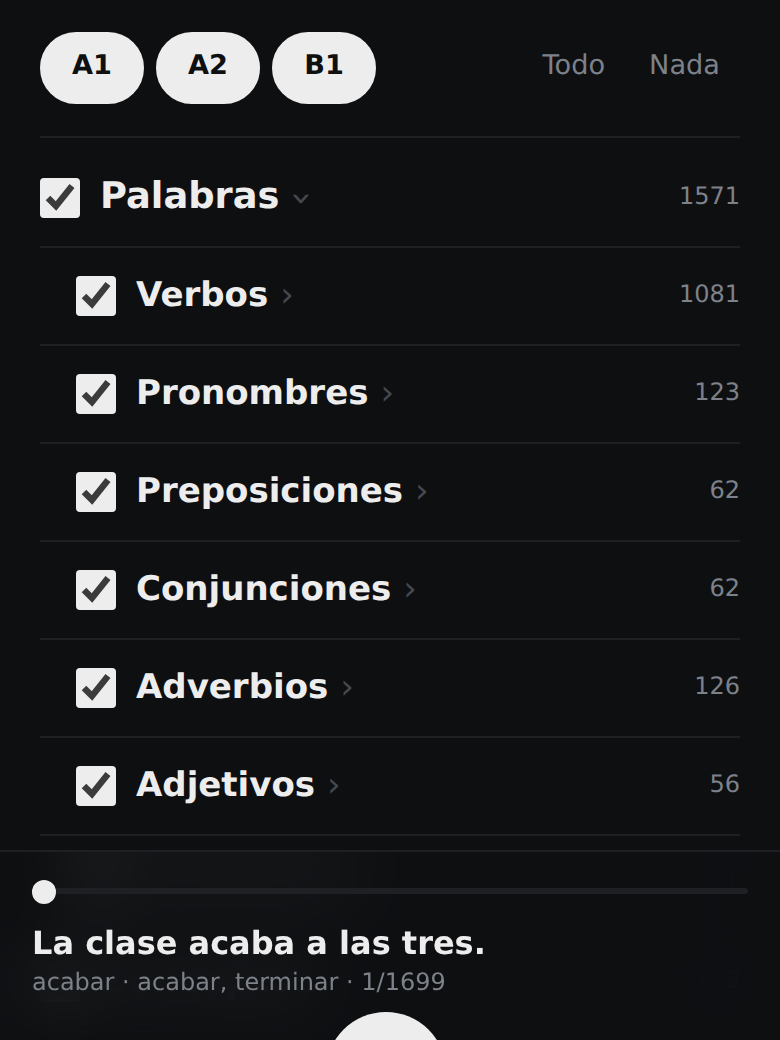 A1 A2 B1 Todo Nada
Palabras 1571
Verbos 1081
Pronombres 123
Preposiciones 62
Conjunciones 62
Adverbios 126
Adjetivos 56
La clase acaba a las tres.
acabar · acabar, terminar · 1/1699